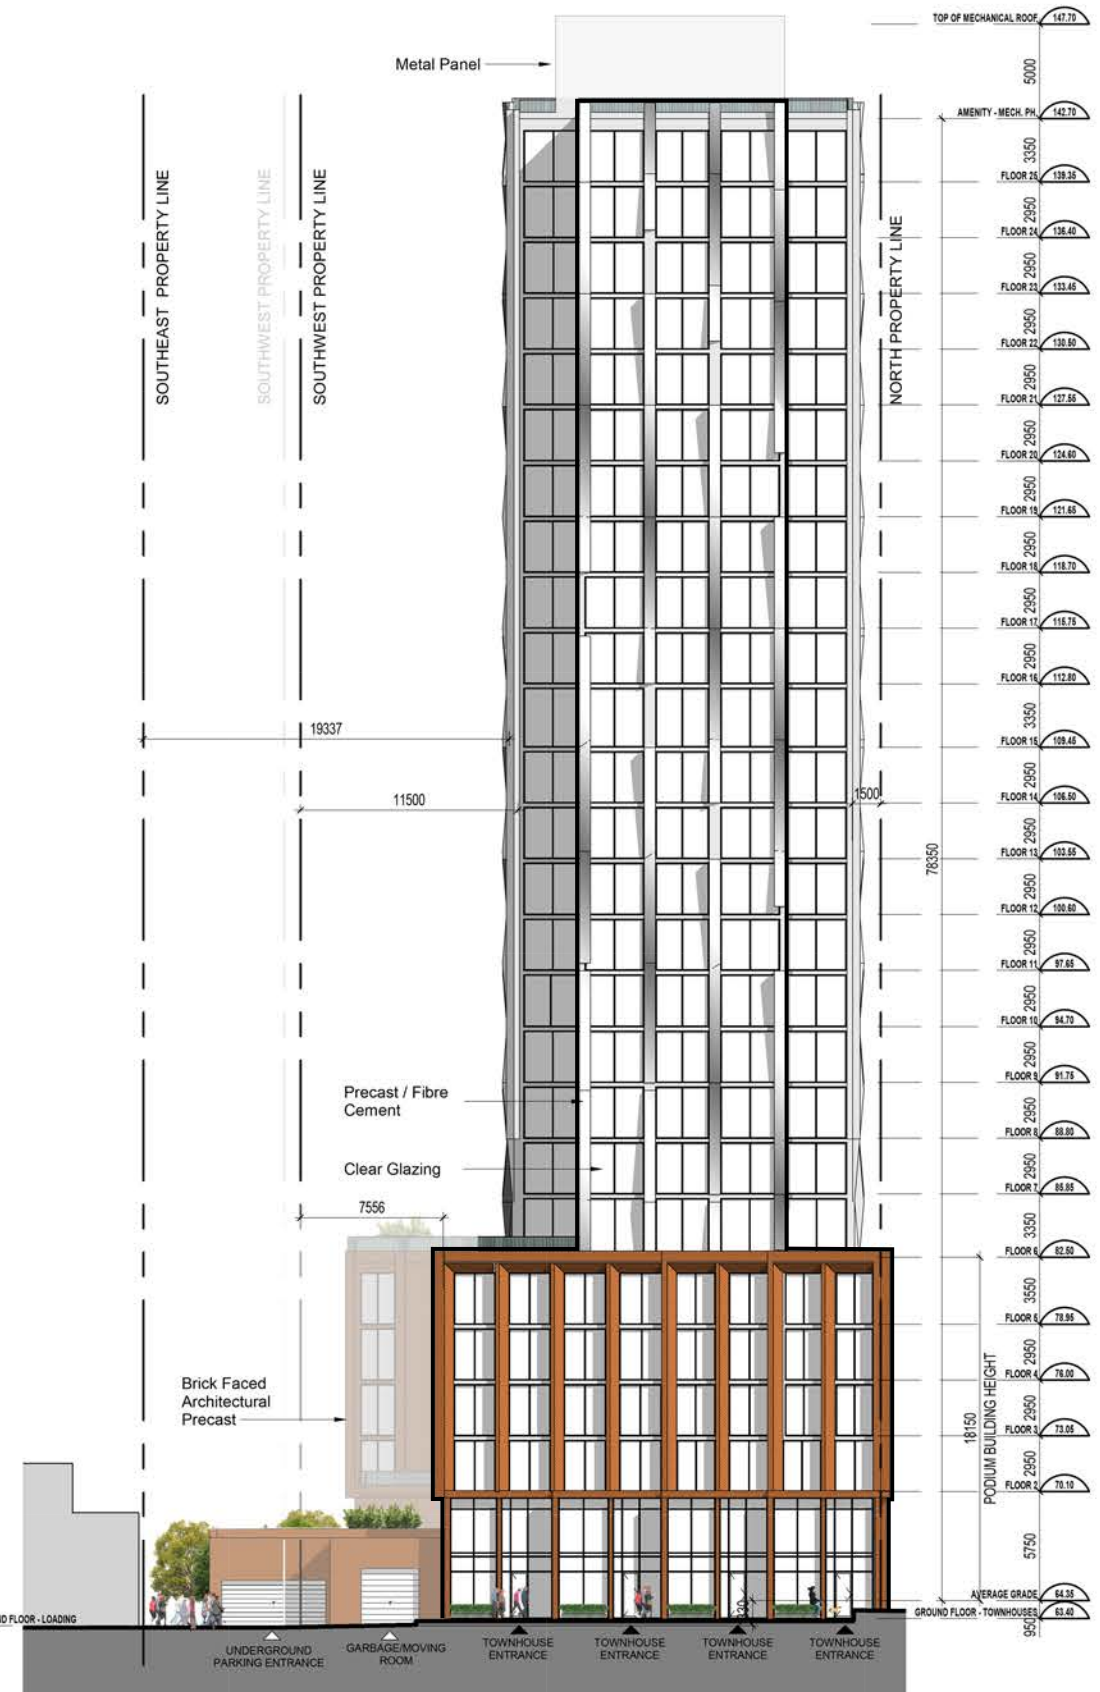 TOP OF MECHANICAL ROOF 147.70
Metal Panel
5000
AMENITY - MECH. PH. 142.70
3350
FLOOR 25 139.35
2950
FLOOR 24 136.40
2950
FLOOR 23 133.45
2950
FLOOR 22 130.50
2950
FLOOR 21 127.55
2950
FLOOR 20 124.60
2950
FLOOR 19 121.65
2950
FLOOR 18 118.70
2950
FLOOR 17 115.75
2950
FLOOR 16 112.80
3350
FLOOR 15 109.45
2950
FLOOR 14 106.50
2950
FLOOR 13 103.55
2950
FLOOR 12 100.60
2950
FLOOR 11 97.65
2950
FLOOR 10 94.70
2950
FLOOR 9 91.75
2950
FLOOR 8 88.80
2950
FLOOR 7 85.85
3350
FLOOR 6 82.50
3550
FLOOR 5 78.95
2950
FLOOR 4 76.00
2950
FLOOR 3 73.05
2950
FLOOR 2 70.10
5750
AVERAGE GRADE 64.35
GROUND FLOOR - TOWNHOUSES 63.40
950
SOUTHEAST PROPERTY LINE
SOUTHWEST PROPERTY LINE
SOUTHWEST PROPERTY LINE
NORTH PROPERTY LINE
19337
11500
1500
78350
Precast / Fibre
Cement
Clear Glazing
7556
Brick Faced
Architectural
Precast
18150
PODIUM BUILDING HEIGHT
FLOOR - LOADING
UNDERGROUND
PARKING ENTRANCE
GARBAGE/MOVING
ROOM
TOWNHOUSE
ENTRANCE
TOWNHOUSE
ENTRANCE
TOWNHOUSE
ENTRANCE
TOWNHOUSE
ENTRANCE